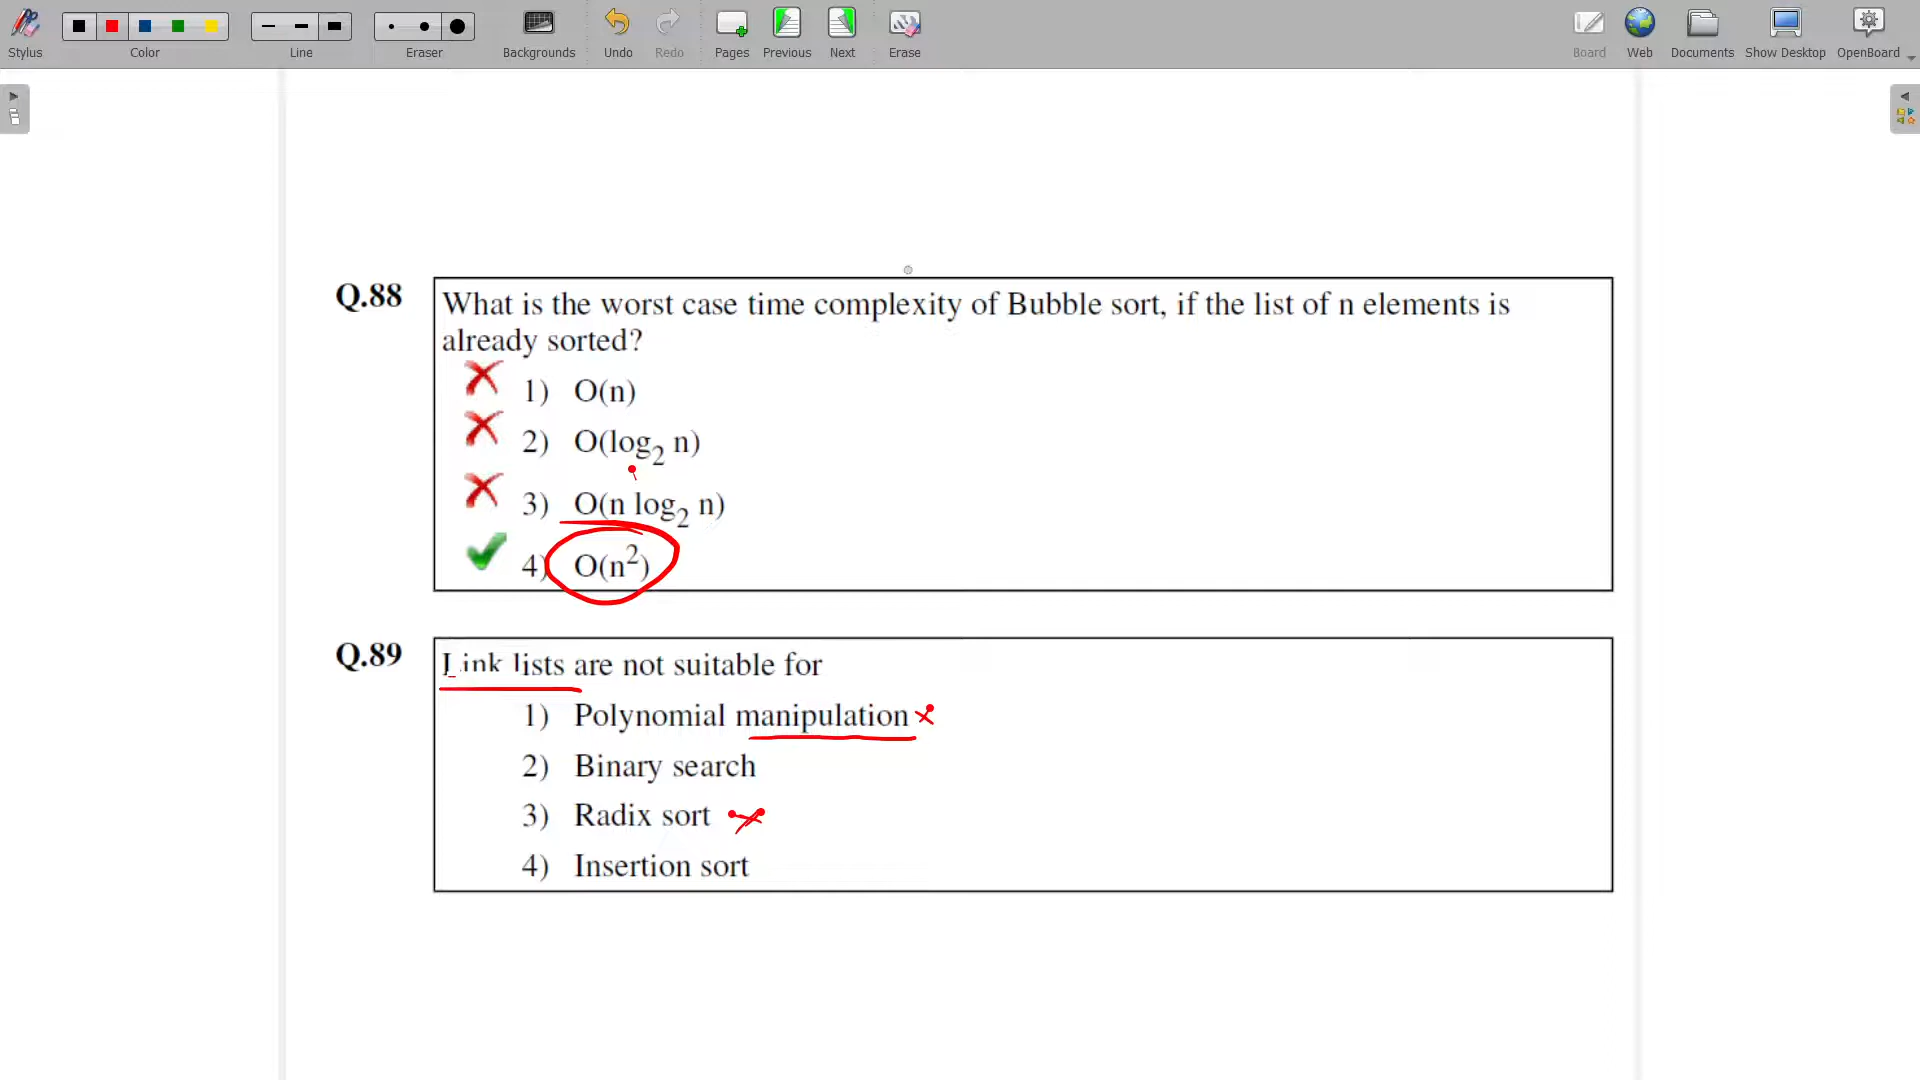 Stylus Color Line Eraser Backgrounds Undo Redo Pages Previous Next Erase Board Web Documents Show Desktop OpenBoard
Q.88 What is the worst case time complexity of Bubble sort, if the list of n elements is
already sorted?
1) O(n)
2) O(log₂ n)
3) O(n log₂ n)
4) O(n²)
Q.89 Link lists are not suitable for
1) Polynomial manipulation
2) Binary search
3) Radix sort
4) Insertion sort